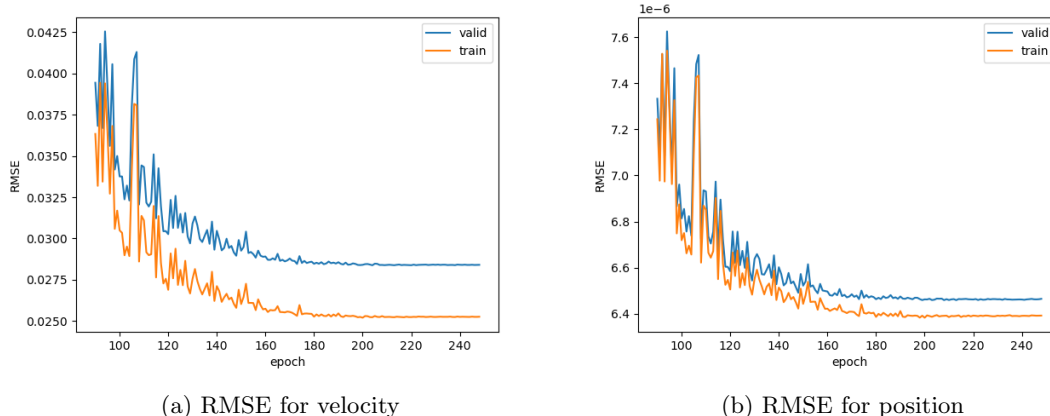 0.0425
0.0400
0.0375
0.0350
0.0325
0.0300
0.0275
0.0250
RMSE
100 120 140 160 180 200 220 240
epoch
valid
train
(a) RMSE for velocity
1e−6
7.6
7.4
7.2
7.0
6.8
6.6
6.4
RMSE
100 120 140 160 180 200 220 240
epoch
valid
train
(b) RMSE for position